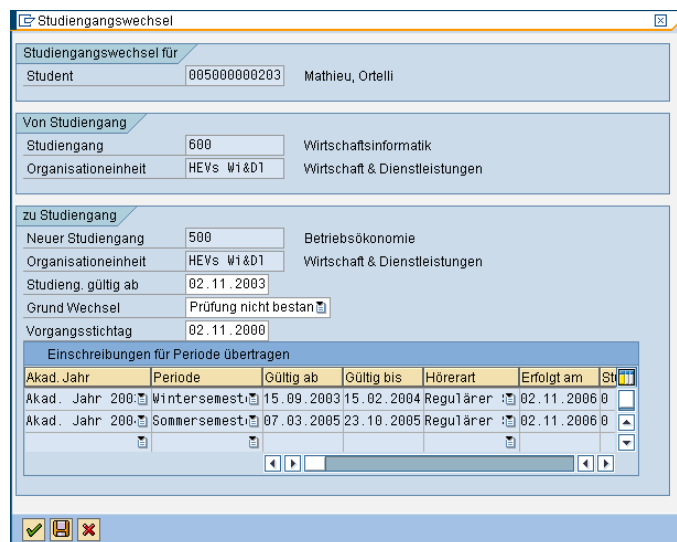 Studiengangswechsel
Studiengangswechsel für
Student 005000000203 Mathieu, Ortelli
Von Studiengang
Studiengang 600 Wirtschaftsinformatik
Organisationeinheit HEVs Wi&Dl Wirtschaft & Dienstleistungen
zu Studiengang
Neuer Studiengang 500 Betriebsökonomie
Organisationeinheit HEVs Wi&Dl Wirtschaft & Dienstleistungen
Studieng. gültig ab 02.11.2003
Grund Wechsel Prüfung nicht bestan
Vorgangsstichtag 02.11.2000
Einschreibungen für Periode übertragen
Akad. Jahr Periode Gültig ab Gültig bis Hörerart Erfolgt am St
Akad. Jahr 200 Wintersemest 15.09.2003 15.02.2004 Regulärer 02.11.2006 0
Akad. Jahr 200 Sommersemest 07.03.2005 23.10.2005 Regulärer 02.11.2006 0